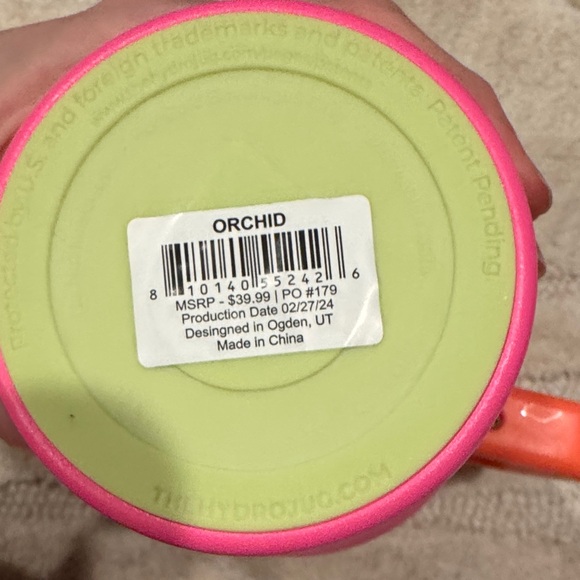 Protected by U.S. and foreign trademarks and patents. Patent Pending
ORCHID
8 10140 55242 6
MSRP - $39.99 | PO #179
Production Date 02/27/24
Desingned in Ogden, UT
Made in China
THEHYDROJUG.COM